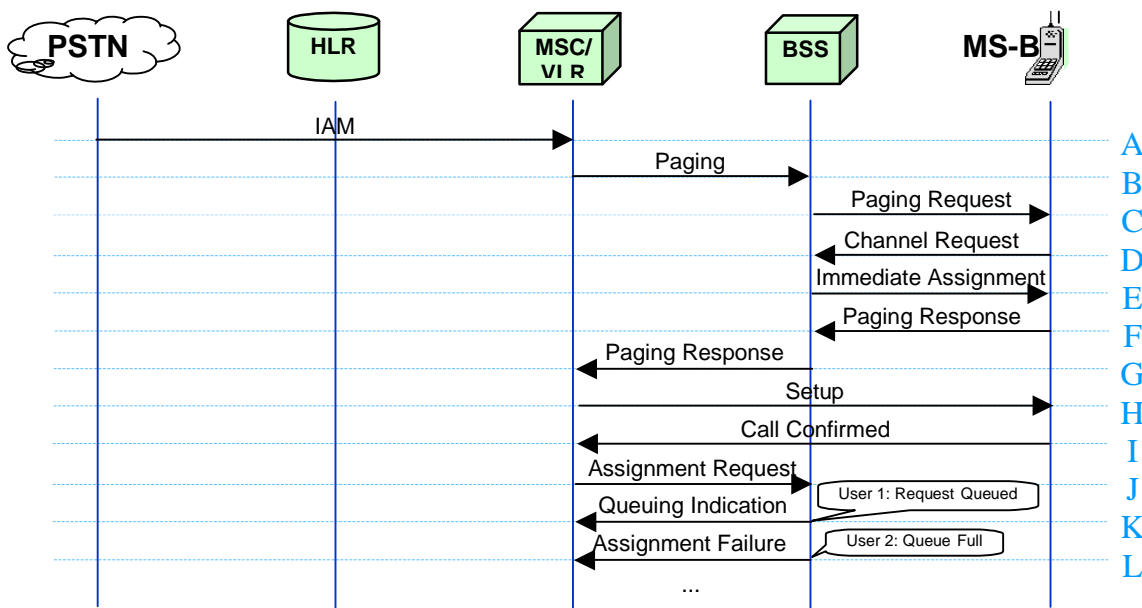 PSTN
HLR
MSC/
VLR
BSS
MS-B
IAM
A
Paging
B
Paging Request
C
Channel Request
D
Immediate Assignment
E
Paging Response
F
Paging Response
G
Setup
H
Call Confirmed
I
Assignment Request
J
Queuing Indication
User 1: Request Queued
K
Assignment Failure
User 2: Queue Full
L
...